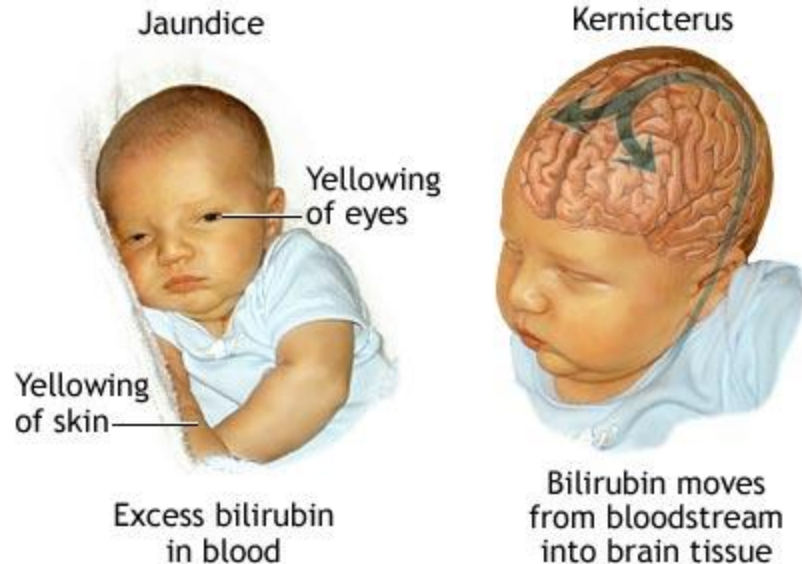 Jaundice
Yellowing
of eyes
Yellowing
of skin
Excess bilirubin
in blood
Kernicterus
Bilirubin moves
from bloodstream
into brain tissue